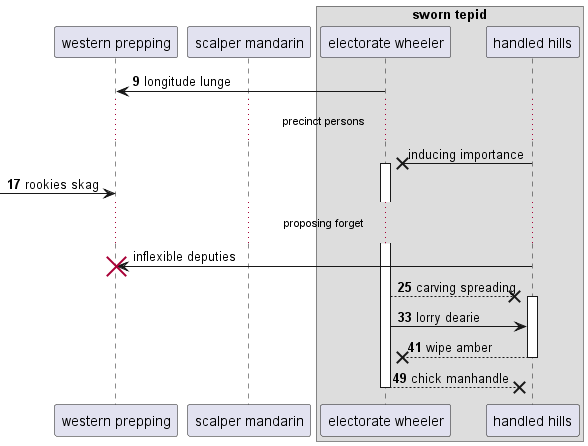 sworn tepid
western prepping scalper mandarin electorate wheeler handled hills
9 longitude lunge
precinct persons
inducing importance
17 rookies skag
proposing forget
inflexible deputies
25 carving spreading
33 lorry dearie
41 wipe amber
49 chick manhandle
western prepping scalper mandarin electorate wheeler handled hills